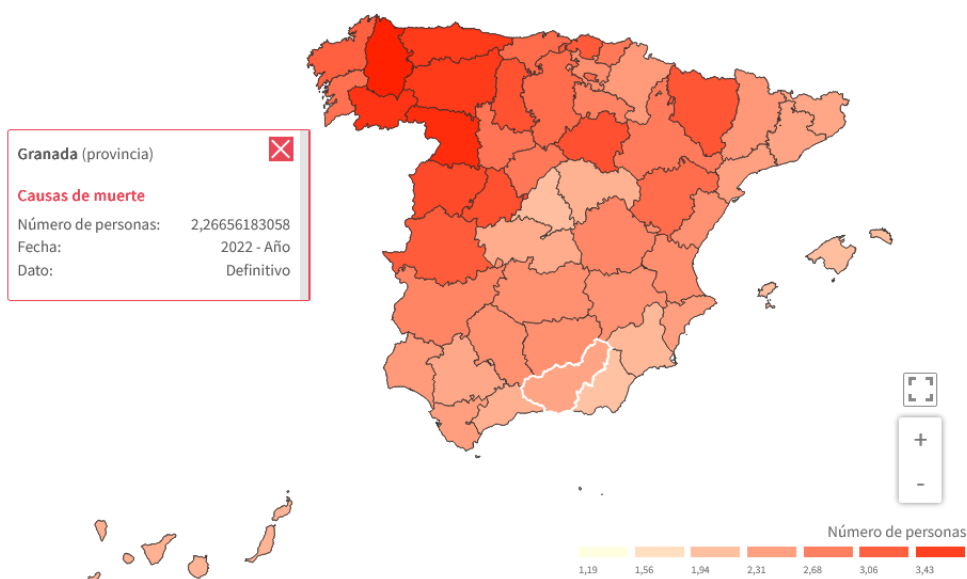 Granada (provincia)
Causas de muerte
Número de personas: 2,26656183058
Fecha: 2022 - Año
Dato: Definitivo
+
-
Número de personas
1,19 1,56 1,94 2,31 2,68 3,06 3,43